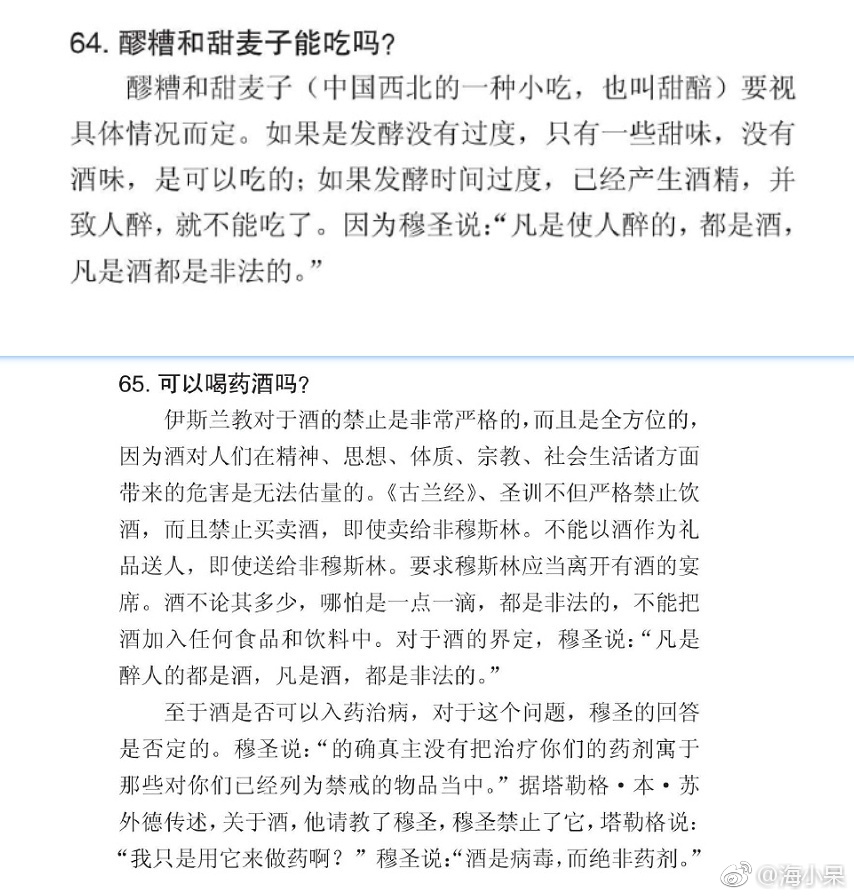 64. 醪糟和甜麦子能吃吗？
醪糟和甜麦子（中国西北的一种小吃，也叫甜醅）要视
具体情况而定。如果是发酵没有过度，只有一些甜味，没有
酒味，是可以吃的；如果发酵时间过度，已经产生酒精，并
致人醉，就不能吃了。因为穆圣说：“凡是使人醉的，都是酒，
凡是酒都是非法的。”
65. 可以喝药酒吗？
伊斯兰教对于酒的禁止是非常严格的，而且是全方位的，
因为酒对人们在精神、思想、体质、宗教、社会生活诸方面
带来的危害是无法估量的。《古兰经》、圣训不但严格禁止饮
酒，而且禁止买卖酒，即使卖给非穆斯林。不能以酒作为礼
品送人，即使送给非穆斯林。要求穆斯林应当离开有酒的宴
席。酒不论其多少，哪怕是一点一滴，都是非法的，不能把
酒加入任何食品和饮料中。对于酒的界定，穆圣说：“凡是
醉人的都是酒，凡是酒，都是非法的。”
至于酒是否可以入药治病，对于这个问题，穆圣的回答
是否定的。穆圣说：“的确真主没有把治疗你们的药剂寓于
那些对你们已经列为禁戒的物品当中。”据塔勒格·本·苏
外德传述，关于酒，他请教了穆圣，穆圣禁止了它，塔勒格说：
“我只是用它来做药啊？”穆圣说：“酒是病毒，而绝非药剂。”
@海小呆